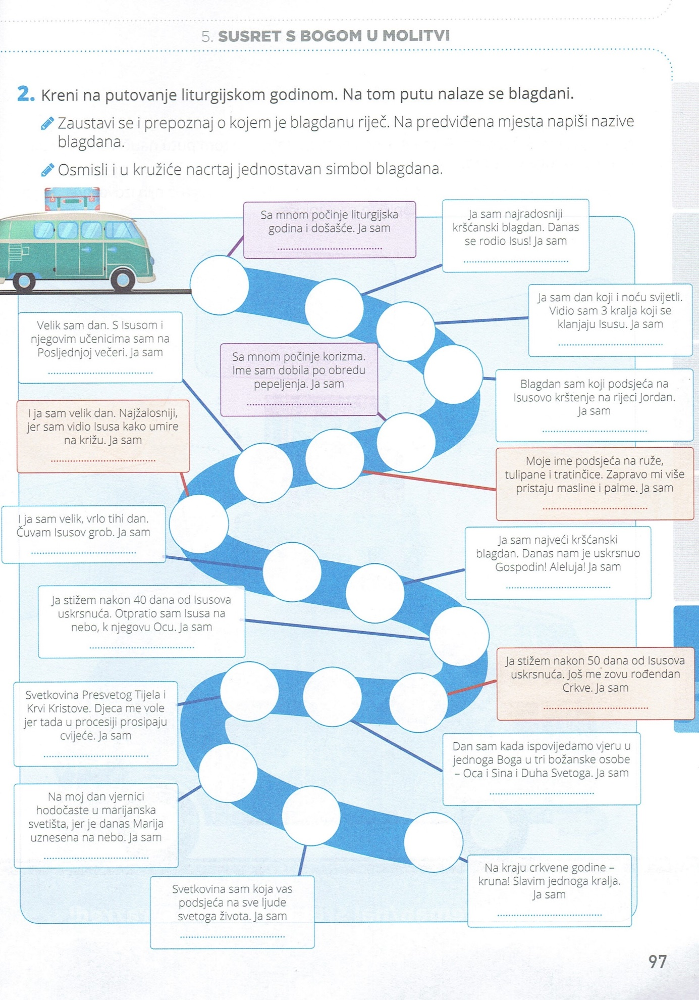 5. SUSRET S BOGOM U MOLITVI
2. Kreni na putovanje liturgijskom godinom. Na tom putu nalaze se blagdani.
Zaustavi se i prepoznaj o kojem je blagdanu riječ. Na predviđena mjesta napiši nazive
blagdana.
Osmisli i u kružiće nacrtaj jednostavan simbol blagdana.
Sa mnom počinje liturgijska
godina i došašće. Ja sam
Ja sam najradosniji
kršćanski blagdan. Danas
se rodio Isus! Ja sam
Ja sam dan koji i noću svijetli.
Vidio sam 3 kralja koji se
klanjaju Isusu. Ja sam
Velik sam dan. S Isusom i
njegovim učenicima sam na
Posljednjoj večeri. Ja sam
Sa mnom počinje korizma.
Ime sam dobila po obredu
pepeljenja. Ja sam
Blagdan sam koji podsjeća na
Isusovo krštenje na rijeci Jordan.
Ja sam
I ja sam velik dan. Najžalosniji,
jer sam vidio Isusa kako umire
na križu. Ja sam
Moje ime podsjeća na ruže,
tulipane i tratinčice. Zapravo mi više
pristaju masline i palme. Ja sam
I ja sam velik, vrlo tihi dan.
Čuvam Isusov grob. Ja sam
Ja sam najveći kršćanski
blagdan. Danas nam je uskrsnuo
Gospodin! Aleluja! Ja sam
Ja stižem nakon 40 dana od Isusova
uskrsnuća. Otpratio sam Isusa na
nebo, k njegovu Ocu. Ja sam
Ja stižem nakon 50 dana od Isusova
uskrsnuća. Još me zovu rođendan
Crkve. Ja sam
Svetkovina Presvetog Tijela i
Krvi Kristove. Djeca me vole
jer tada u procesiji prosipaju
cvijeće. Ja sam
Dan sam kada ispovijedamo vjeru u
jednoga Boga u tri božanske osobe
– Oca i Sina i Duha Svetoga. Ja sam
Na moj dan vjernici
hodočaste u marijanska
svetišta, jer je danas Marija
uznesena na nebo. Ja sam
Na kraju crkvene godine –
kruna! Slavim jednoga kralja.
Ja sam
Svetkovina sam koja vas
podsjeća na sve ljude
svetoga života. Ja sam
97